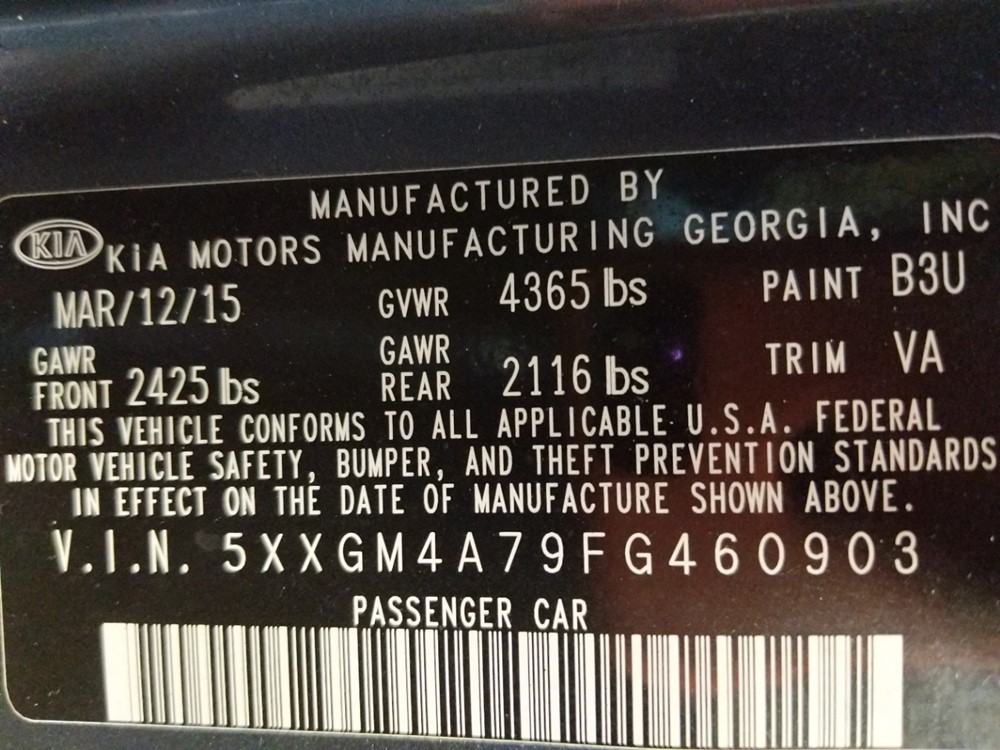 MANUFACTURED BY
KIA KiA MOTORS MANUFACTURING GEORGIA, INC
MAR/12/15 GVWR 4365 lbs PAINT B3U
GAWR FRONT 2425 lbs GAWR REAR 2116 lbs TRIM VA
THIS VEHICLE CONFORMS TO ALL APPLICABLE U.S.A. FEDERAL
MOTOR VEHICLE SAFETY, BUMPER, AND THEFT PREVENTION STANDARDS
IN EFFECT ON THE DATE OF MANUFACTURE SHOWN ABOVE.
V.I.N. 5XXGM4A79FG460903
PASSENGER CAR